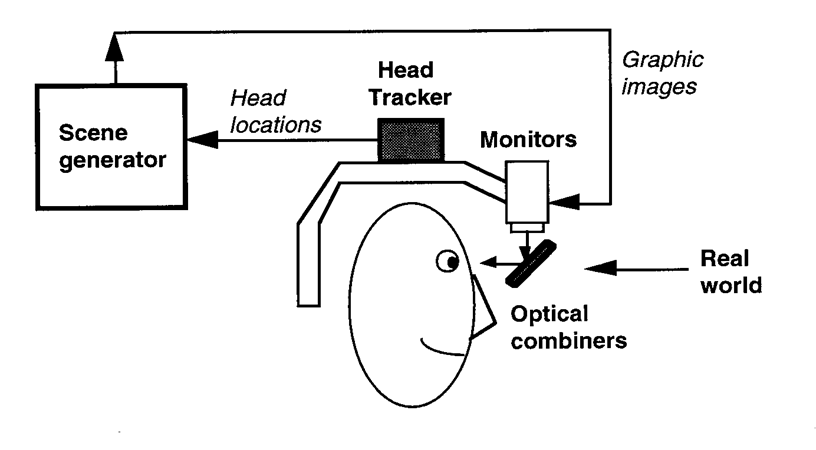 Graphic
images
Head
Tracker
Head
locations
Scene
generator
Monitors
Real
world
Optical
combiners